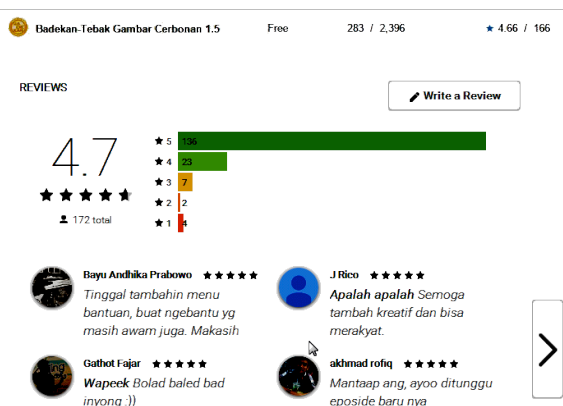 Badekan-Tebak Gambar Cerbonan 1.5 Free 283 / 2,396 ★ 4.66 / 166
REVIEWS
Write a Review
4.7
★ 5 136
★ 4 23
★ 3 7
★ 2 2
★ 1 4
172 total
Bayu Andhika Prabowo ★★★★★
Tinggal tambahin menu
bantuan, buat ngebantu yg
masih awam juga. Makasih
J Rico ★★★★★
Apalah apalah Semoga
tambah kreatif dan bisa
merakyat.
Gathot Fajar ★★★★★
Wapeek Bolad baled bad
inyong :))
akhmad rofiq ★★★★★
Mantaap ang, ayoo ditunggu
eposide baru nya